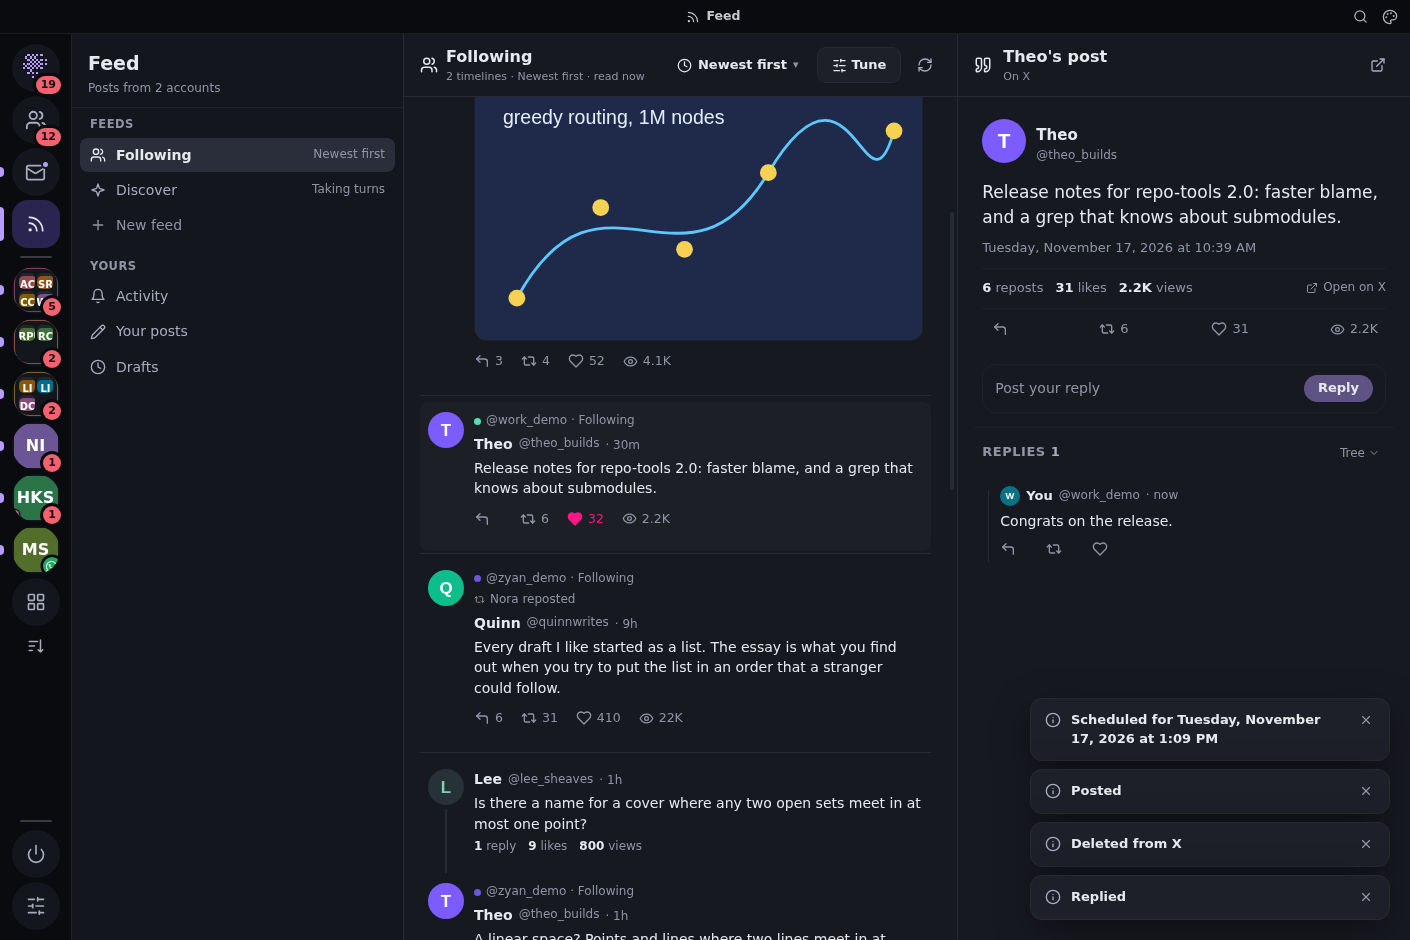 Feed
19
12
5
2
2
1
1
AC
SR
CC
RP
RC
LI
LI
DC
NI
HKS
MS
Feed
Posts from 2 accounts
FEEDS
Following
Newest first
Discover
Taking turns
New feed
YOURS
Activity
Your posts
Drafts
Following
2 timelines · Newest first · read now
Newest first
Tune
greedy routing, 1M nodes
3 4 52 4.1K
T
@work_demo · Following
Theo @theo_builds · 30m
Release notes for repo-tools 2.0: faster blame, and a grep that
knows about submodules.
6 32 2.2K
Q
@zyan_demo · Following
Nora reposted
Quinn @quinnwrites · 9h
Every draft I like started as a list. The essay is what you find
out when you try to put the list in an order that a stranger
could follow.
6 31 410 22K
L
Lee @lee_sheaves · 1h
Is there a name for a cover where any two open sets meet in at
most one point?
1 reply 9 likes 800 views
T
@zyan_demo · Following
Theo @theo_builds · 1h
A linear space? Points and lines where two lines meet in at
Theo's post
On X
T
Theo
@theo_builds
Release notes for repo-tools 2.0: faster blame,
and a grep that knows about submodules.
Tuesday, November 17, 2026 at 10:39 AM
6 reposts 31 likes 2.2K views
Open on X
6 31 2.2K
Post your reply
Reply
REPLIES 1
Tree
W
You @work_demo · now
Congrats on the release.
Scheduled for Tuesday, November
17, 2026 at 1:09 PM
Posted
Deleted from X
Replied